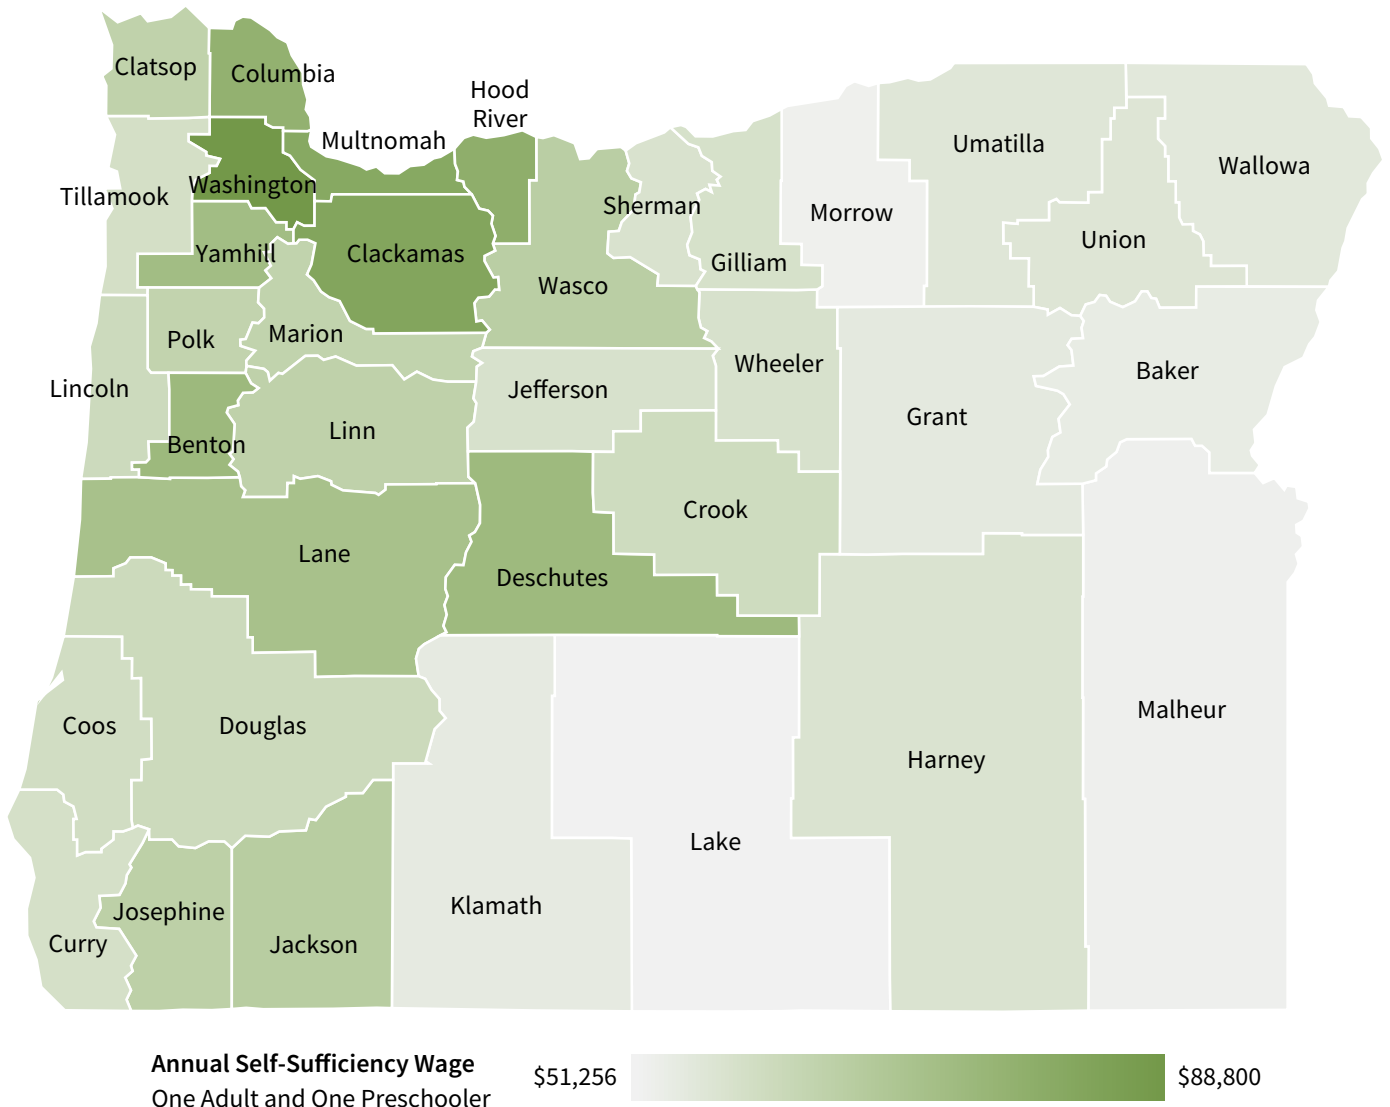 Clatsop
Columbia
Hood
River
Multnomah
Umatilla
Wallowa
Tillamook
Washington
Sherman
Morrow
Union
Yamhill
Clackamas
Gilliam
Wasco
Polk
Marion
Wheeler
Baker
Lincoln
Jefferson
Grant
Linn
Benton
Crook
Lane
Deschutes
Malheur
Coos
Douglas
Harney
Lake
Klamath
Josephine
Curry
Jackson
Annual Self-Sufficiency Wage
One Adult and One Preschooler
$51,256
$88,800